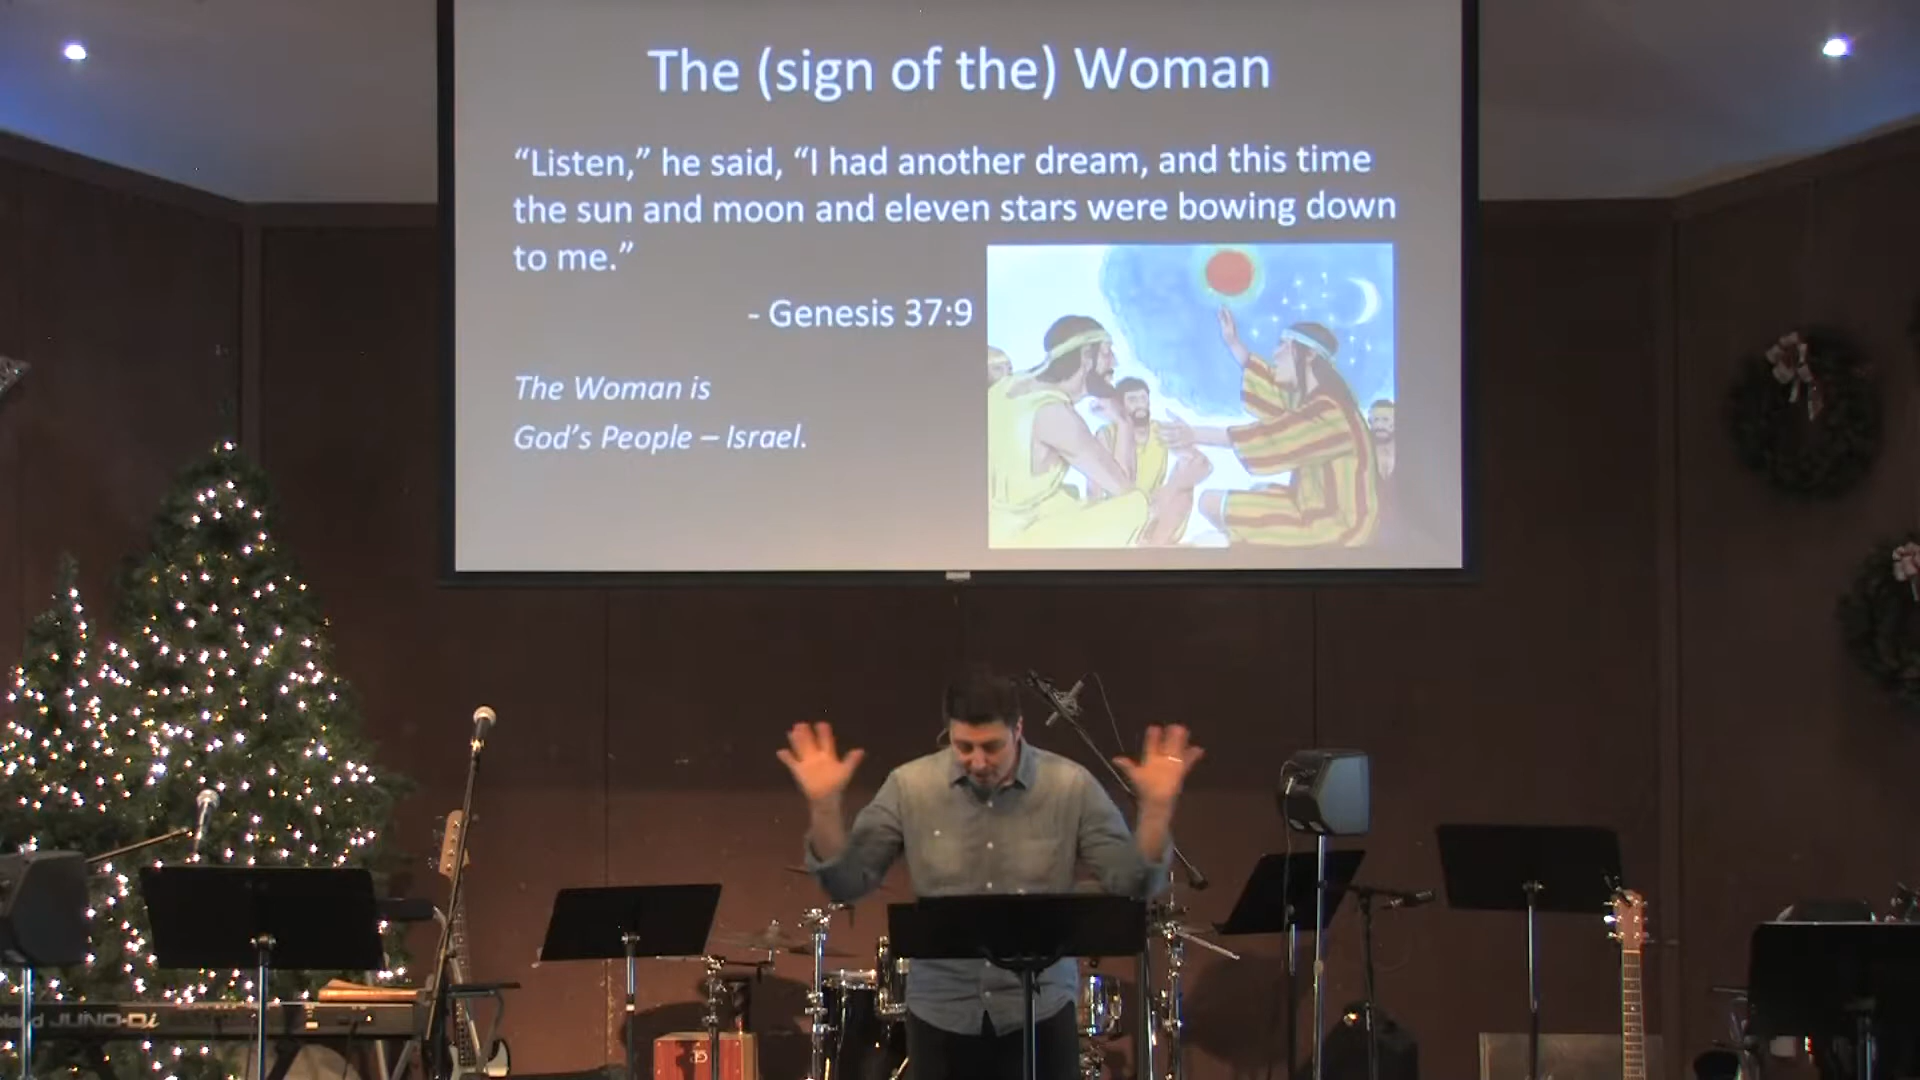 The (sign of the) Woman
“Listen,” he said, “I had another dream, and this time
the sun and moon and eleven stars were bowing down
to me.”
- Genesis 37:9
The Woman is
God’s People – Israel.
JUNO-Di